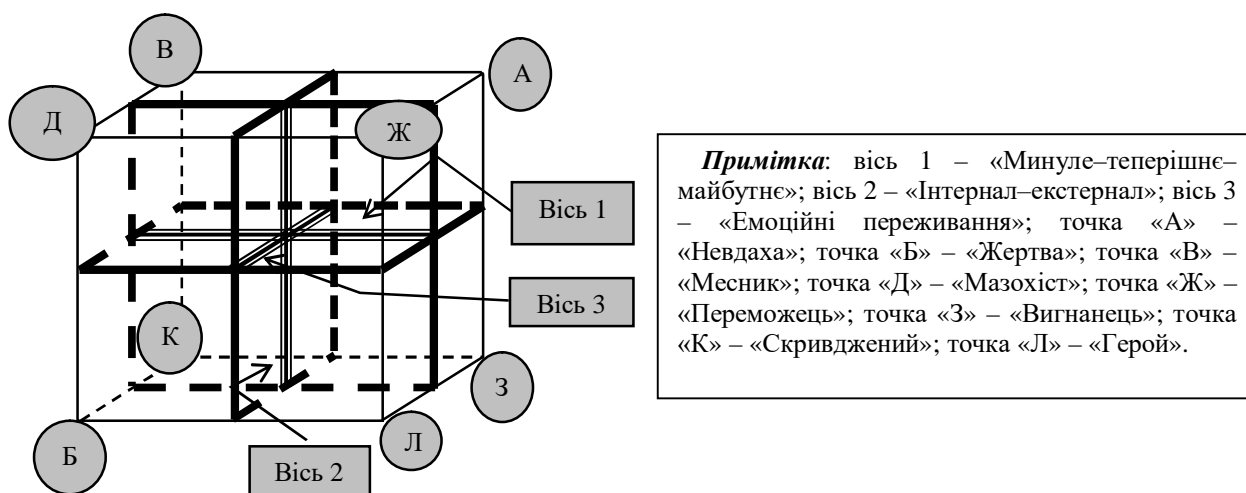 В
А
Д
Ж
Вісь 1
Вісь 3
К
З
Б
Л
Вісь 2
Примітка: вісь 1 – «Минуле–теперішнє–
майбутнє»; вісь 2 – «Інтернал–екстернал»; вісь 3
– «Емоційні переживання»; точка «А» –
«Невдаха»; точка «Б» – «Жертва»; точка «В» –
«Месник»; точка «Д» – «Мазохіст»; точка «Ж» –
«Переможець»; точка «З» – «Вигнанець»; точка
«К» – «Скривджений»; точка «Л» – «Герой».